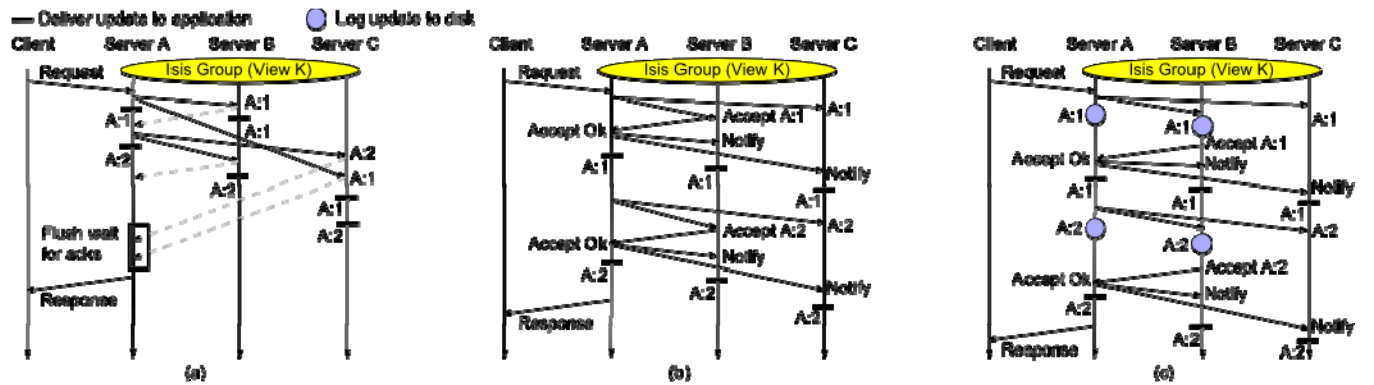 Deliver update to application
Log update to disk
Client
Server A
Server B
Server C
Isis Group (View K)
Request
A:1
A:1
A:1
A:2
A:2
A:1
A:2
A:1
A:2
Flush wait
for acks
Response
(a)
Client
Server A
Server B
Server C
Isis Group (View K)
Request
A:1
Accept A:1
Accept Ok
Notify
A:1
Notify
A:1
A:1
A:2
Accept A:2
Accept Ok
Notify
A:2
Notify
A:2
A:2
Response
(b)
Client
Server A
Server B
Server C
Isis Group (View K)
Request
A:1
A:1
A:1
Accept A:1
Accept Ok
Notify
Notify
A:1
A:1
A:1
A:2
A:2
A:2
Accept A:2
Accept Ok
Notify
A:2
Notify
A:2
A:2
Response
(c)